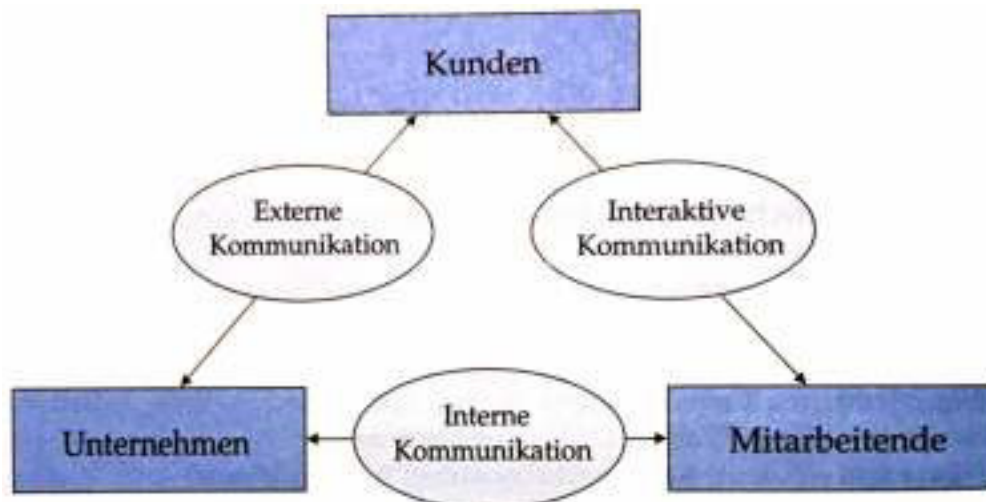 Kunden
Externe
Kommunikation
Interaktive
Kommunikation
Unternehmen
Interne
Kommunikation
Mitarbeitende